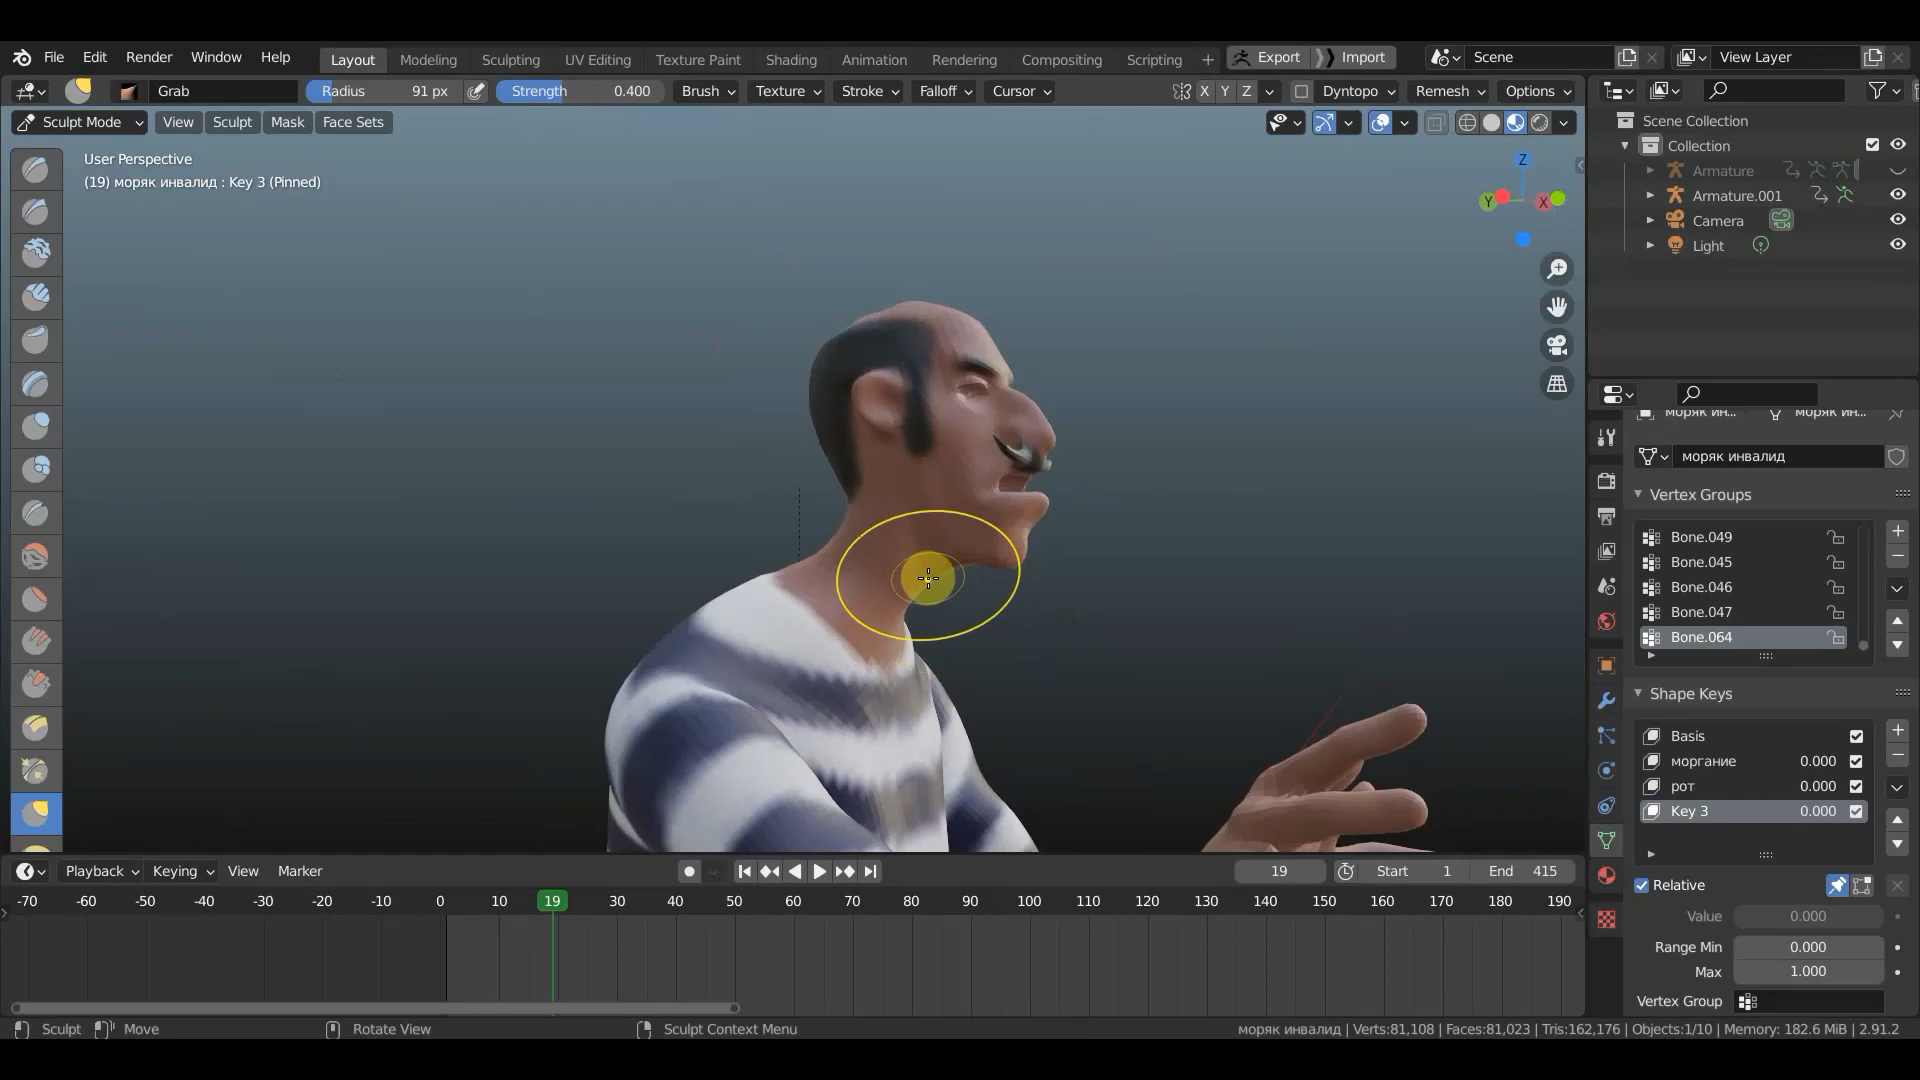 File Edit Render Window Help Layout Modeling Sculpting UV Editing Texture Paint Shading Animation Rendering Compositing Scripting + Export Import Scene View Layer
Grab Radius 91 px Strength 0.400 Brush Texture Stroke Falloff Cursor X Y Z Dyntopo Remesh Options
Sculpt Mode View Sculpt Mask Face Sets
User Perspective
(19) моряк инвалид : Key 3 (Pinned)
Z
Y
X
Scene Collection
Collection
Armature
Armature.001
Camera
Light
моряк ин... моряк ин...
моряк инвалид
Vertex Groups
Bone.049
Bone.045
Bone.046
Bone.047
Bone.064
Shape Keys
Basis
моргание 0.000
рот 0.000
Key 3 0.000
Relative
Value 0.000
Range Min 0.000
Max 1.000
Vertex Group
Playback Keying View Marker 19 Start 1 End 415
-70 -60 -50 -40 -30 -20 -10 0 10 19 30 40 50 60 70 80 90 100 110 120 130 140 150 160 170 180 190
Sculpt Move Rotate View Sculpt Context Menu моряк инвалид | Verts:81,108 | Faces:81,023 | Tris:162,176 | Objects:1/10 | Memory: 182.6 MiB | 2.91.2